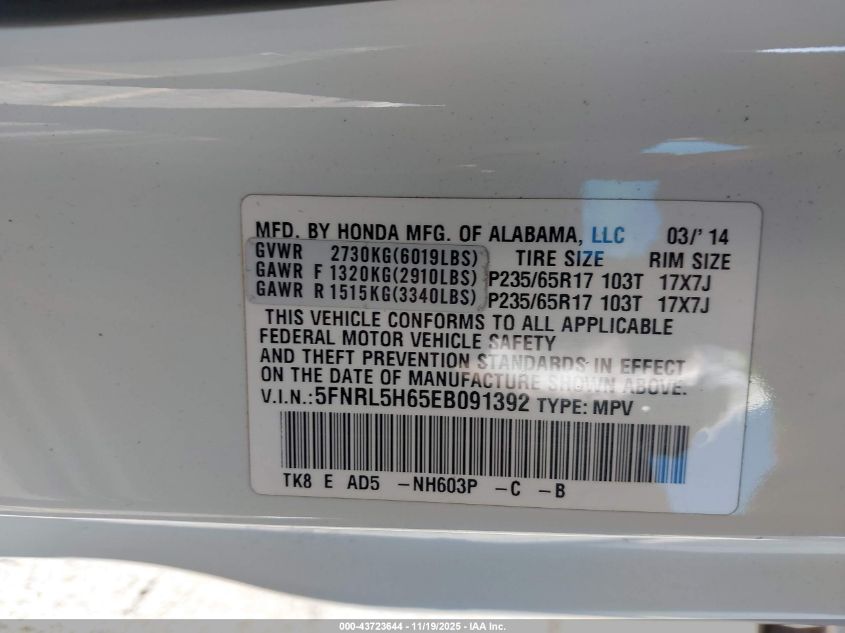 MFD. BY HONDA MFG. OF ALABAMA, LLC 03/' 14
GVWR 2730KG(6019LBS) TIRE SIZE RIM SIZE
GAWR F 1320KG(2910LBS) P235/65R17 103T 17X7J
GAWR R 1515KG(3340LBS) P235/65R17 103T 17X7J
THIS VEHICLE CONFORMS TO ALL APPLICABLE
FEDERAL MOTOR VEHICLE SAFETY
AND THEFT PREVENTION STANDARDS IN EFFECT
ON THE DATE OF MANUFACTURE SHOWN ABOVE.
V.I.N.:5FNRL5H65EB091392 TYPE: MPV
TK8 E AD5 -NH603P -C -B
000-43723644 - 11/19/2025 - IAA Inc.